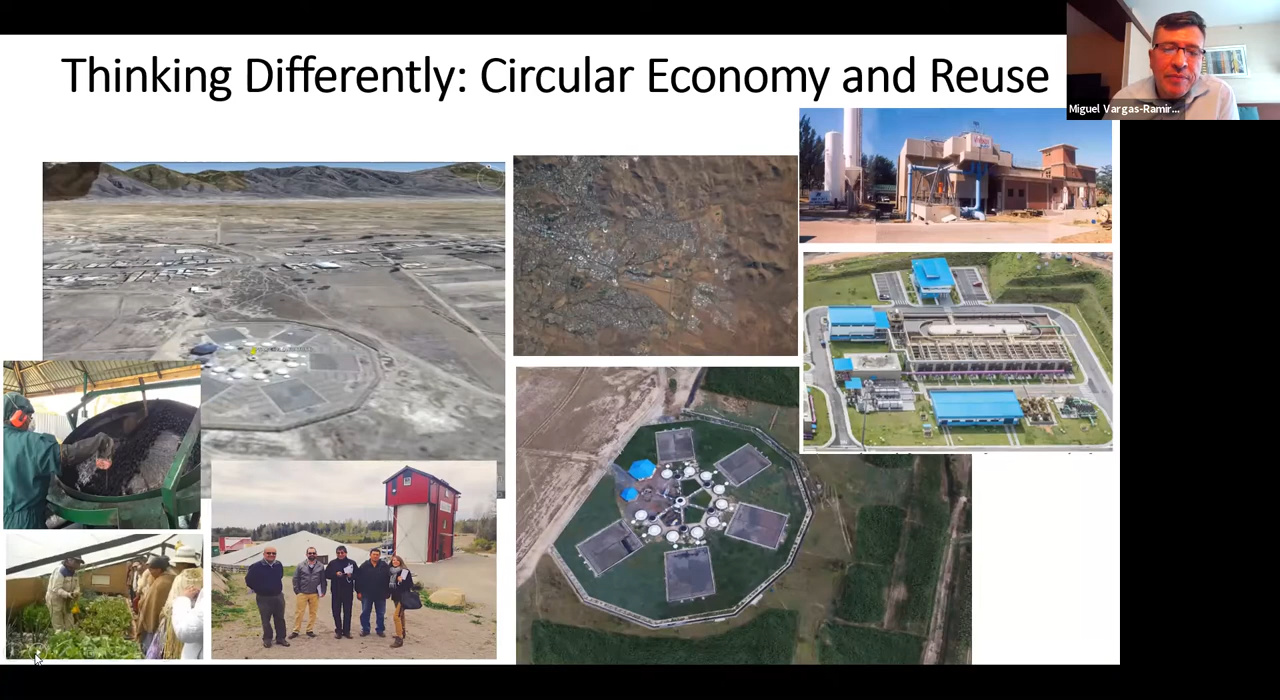 Thinking Differently: Circular Economy and Reuse
Miguel Vargas-Ramir...